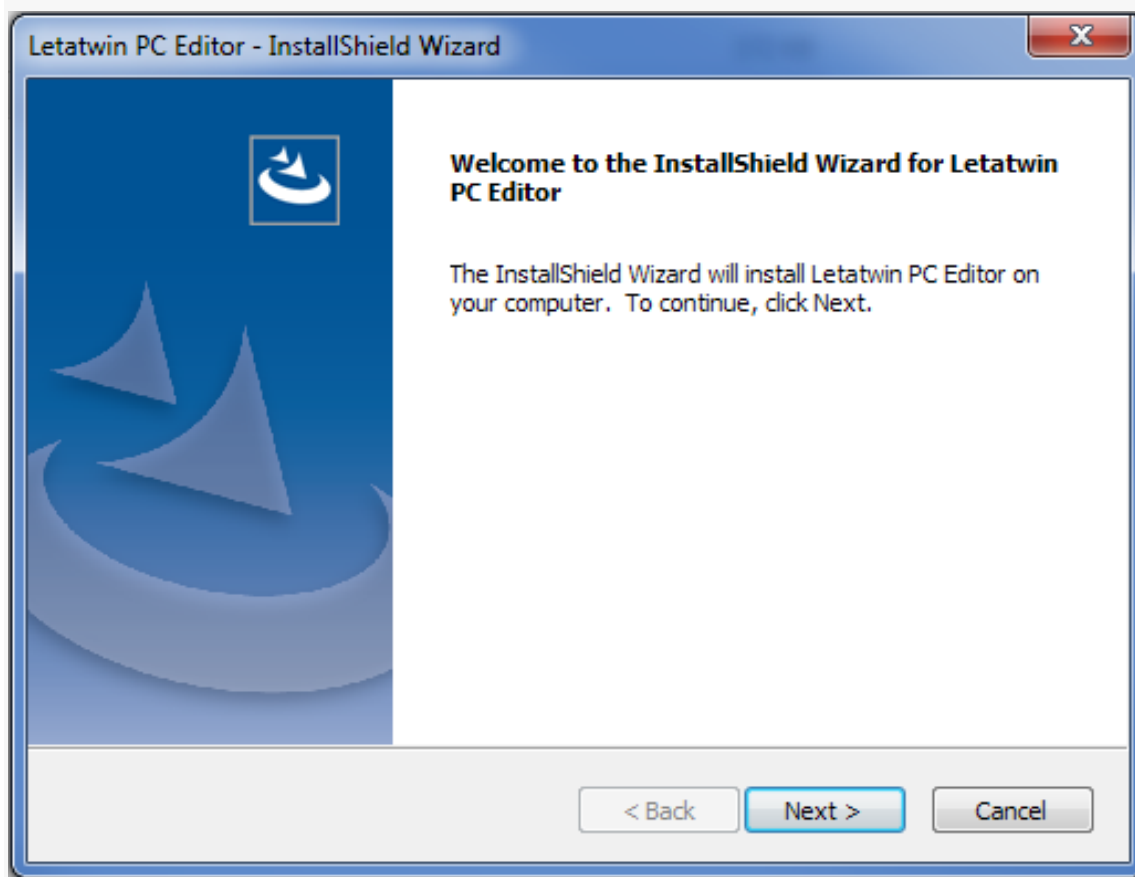 Letatwin PC Editor - InstallShield Wizard
Welcome to the InstallShield Wizard for Letatwin
PC Editor
The InstallShield Wizard will install Letatwin PC Editor on
your computer.  To continue, click Next.
< Back
Next >
Cancel